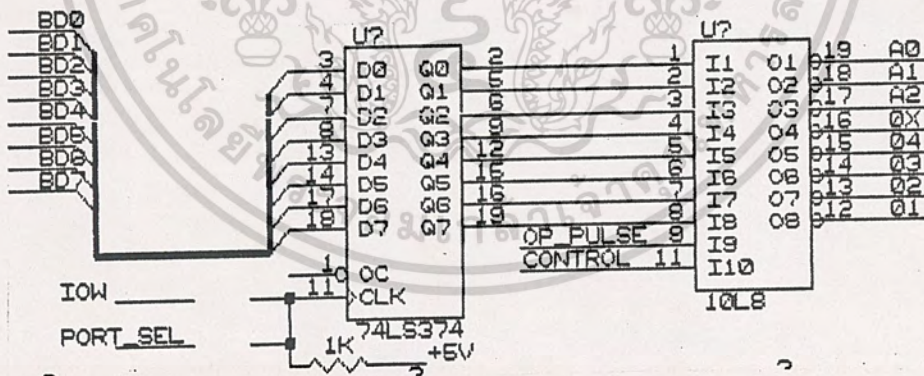 BD0
BD1
BD2
BD3
BD4
BD5
BD6
BD7
U?
3 D0 Q0 2
4 D1 Q1 5
7 D2 Q2 6
8 D3 Q3 9
13 D4 Q4 12
14 D5 Q5 15
17 D6 Q6 16
18 D7 Q7 19
1 OC
11 CLK
74LS374
IOW
PORT_SEL
1K
+5V
U?
1 I1 O1 19 A0
2 I2 O2 18 A1
3 I3 O3 17 A2
4 I4 O4 16 0X
5 I5 O5 15 04
6 I6 O6 14 03
7 I7 O7 13 02
8 I8 O8 12 01
OP_PULSE 9 I9
CONTROL 11 I10
10L8